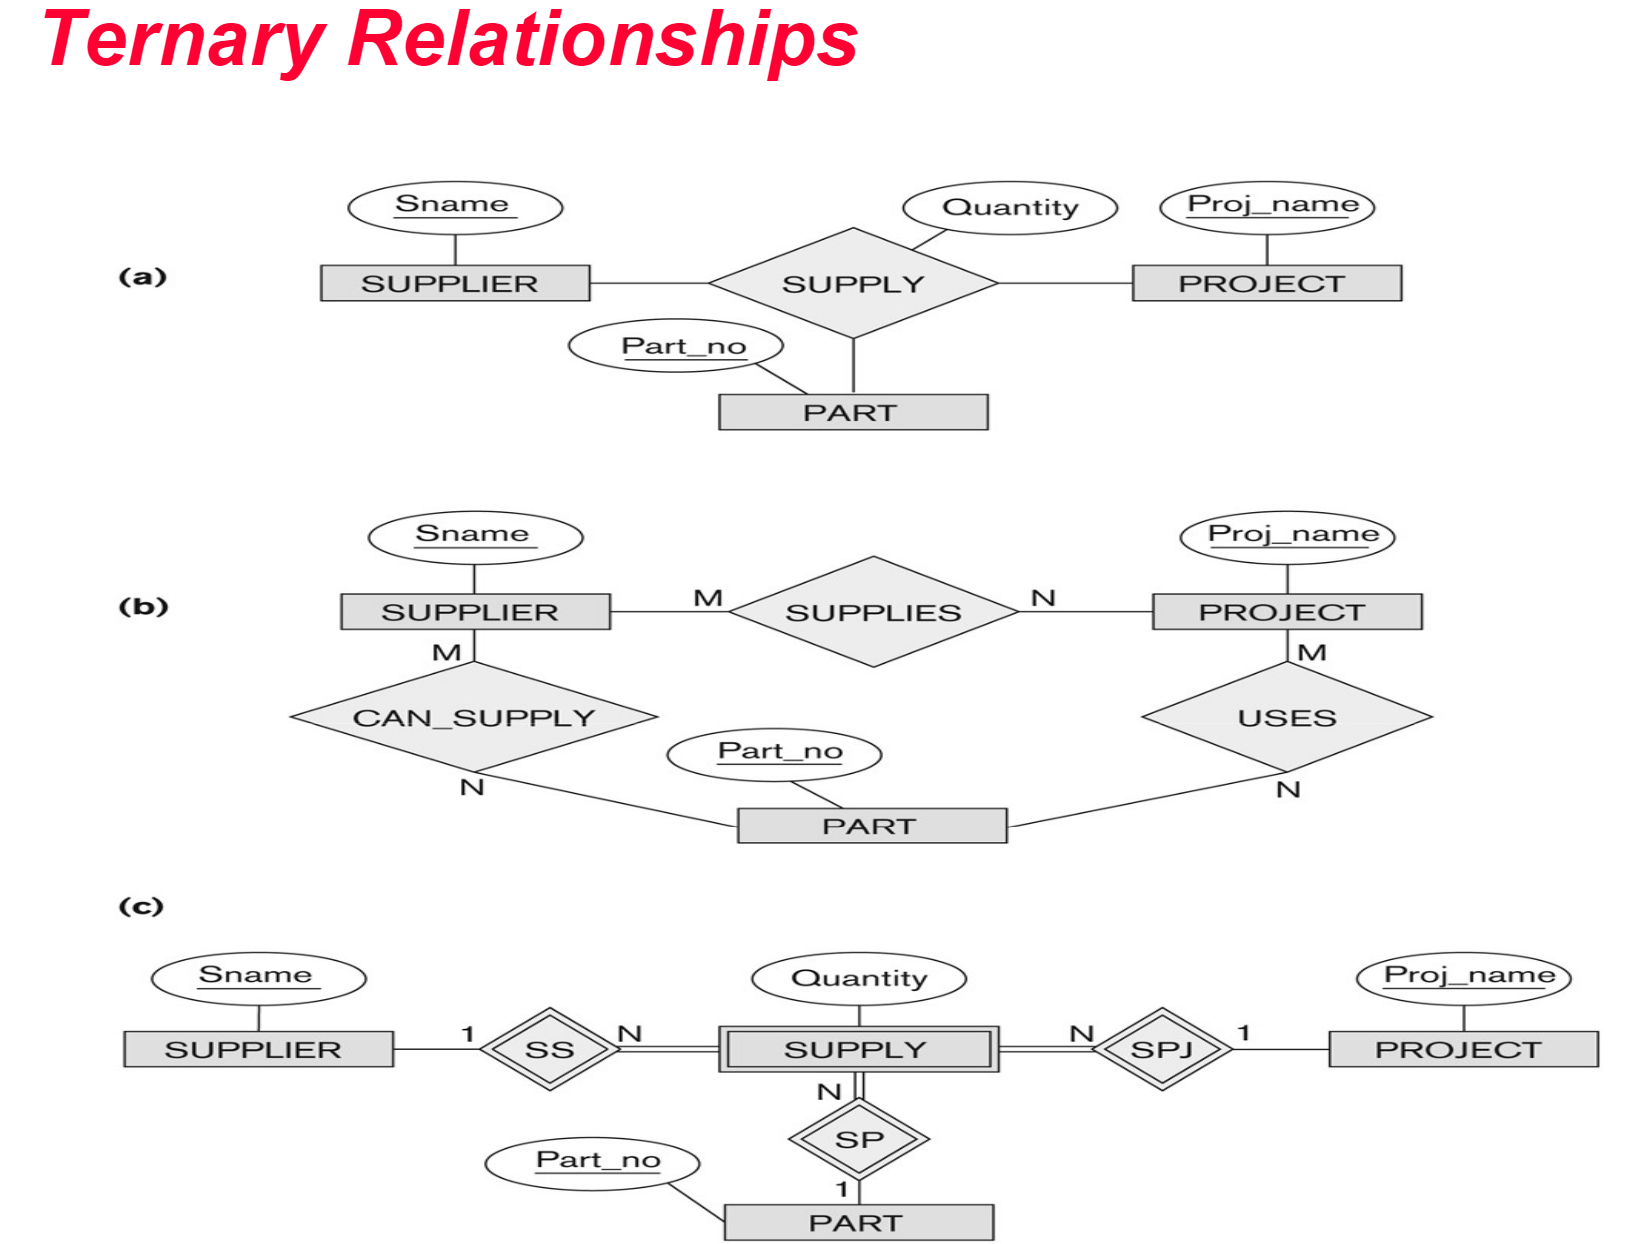 Ternary Relationships
Sname
Quantity
Proj_name
(a)
SUPPLIER
SUPPLY
PROJECT
Part_no
PART
Sname
Proj_name
(b)
SUPPLIER
M
SUPPLIES
N
PROJECT
M
M
CAN_SUPPLY
USES
Part_no
N
N
PART
(c)
Sname
Quantity
Proj_name
SUPPLIER
1
SS
N
SUPPLY
N
SPJ
1
PROJECT
N
SP
Part_no
1
PART